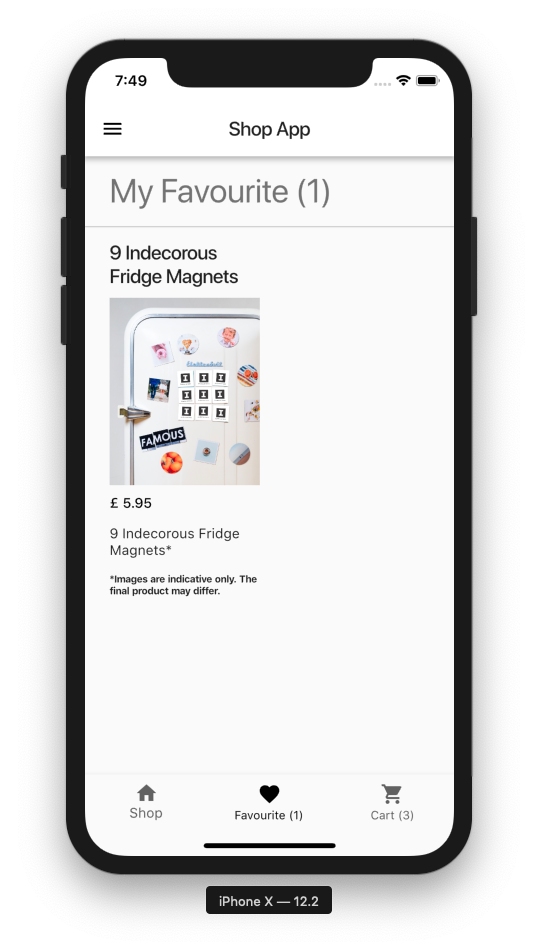 7:49
Shop App
My Favourite (1)
9 Indecorous
Fridge Magnets
FAMOUS
£ 5.95
9 Indecorous Fridge
Magnets*
*Images are indicative only. The
final product may differ.
Shop
Favourite (1)
Cart (3)
iPhone X — 12.2